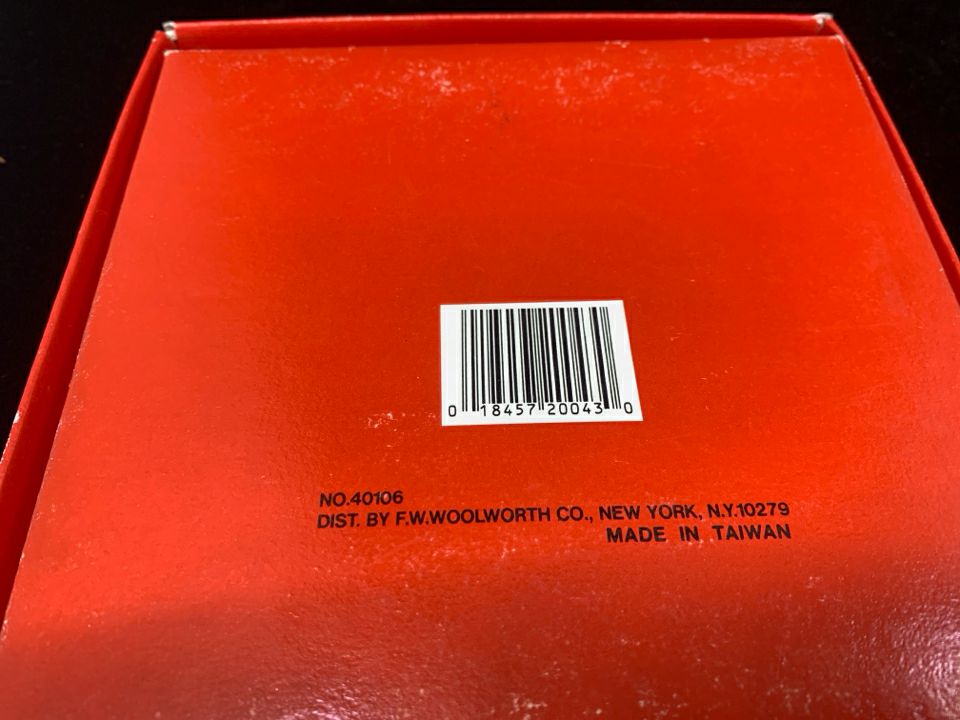 0 18457 20043 0
NO.40106
DIST. BY F.W.WOOLWORTH CO., NEW YORK, N.Y.10279
MADE IN TAIWAN